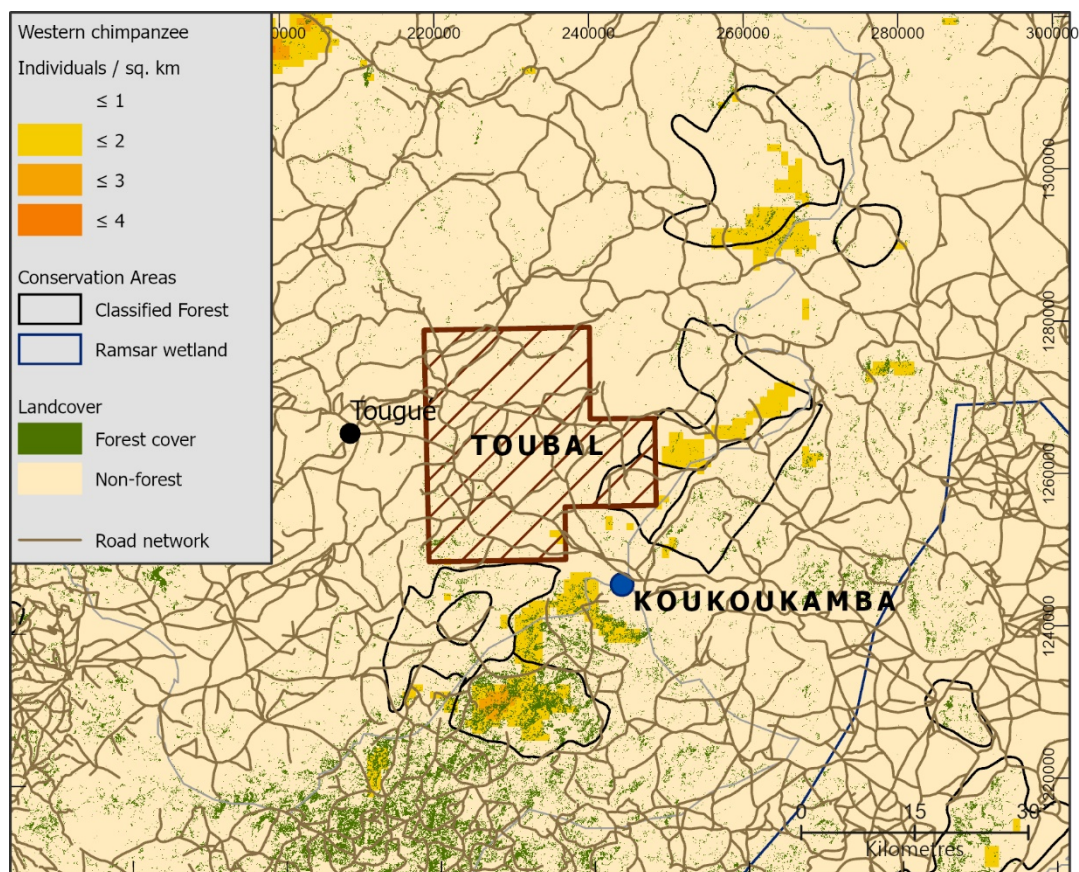 Western chimpanzee
Individuals / sq. km
≤ 1
≤ 2
≤ 3
≤ 4
Conservation Areas
Classified Forest
Ramsar wetland
Landcover
Forest cover
Non-forest
Road network
0000
220000
240000
260000
280000
300000
1300000
1280000
1260000
1240000
1220000
Tougue
TOUBAL
KOUKOUKAMBA
0
15
30
Kilometres